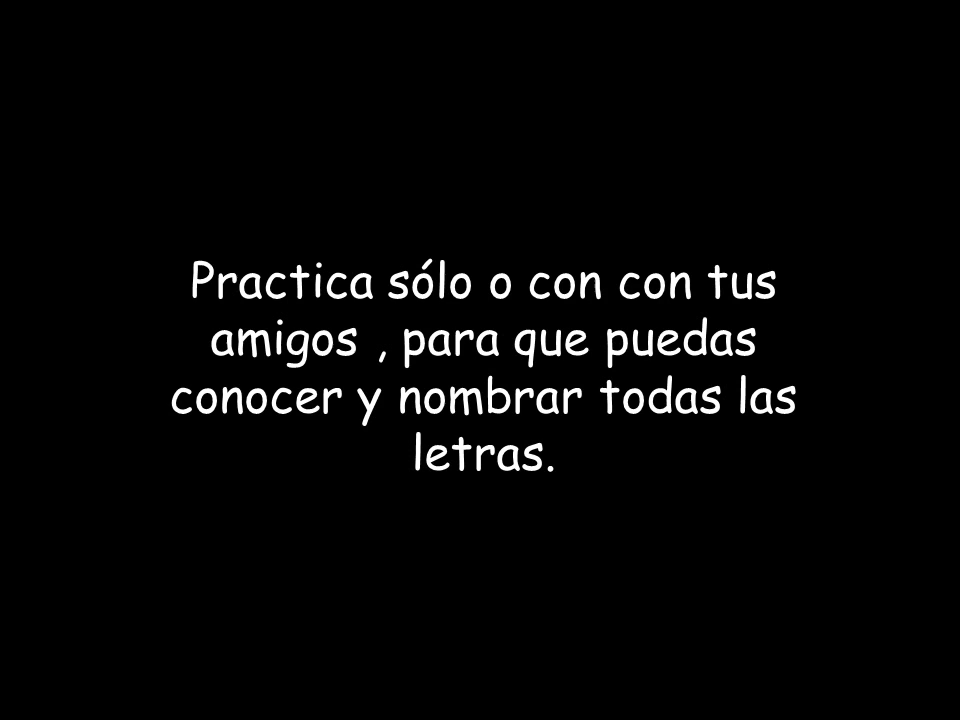 Practica sólo o con con tus
amigos , para que puedas
conocer y nombrar todas las
letras.